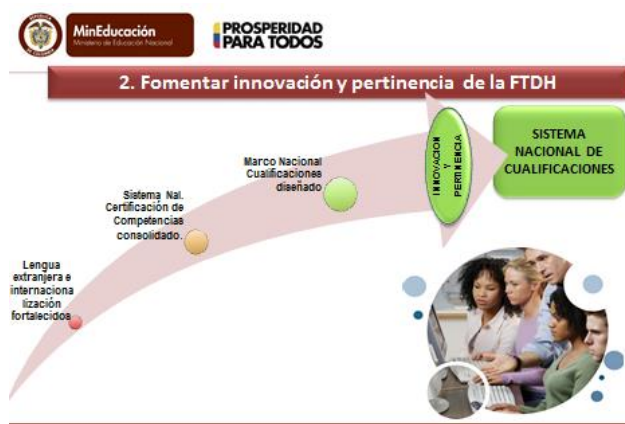 MinEducación
Ministerio de Educación Nacional
PROSPERIDAD
PARA TODOS
2. Fomentar innovación y pertinencia de la FTDH
SISTEMA
NACIONAL DE
CUALIFICACIONES
INNOVACION
Y
PERTINENCIA
Marco Nacional
Cualificaciones
diseñado
Sistema Nal.
Certificación de
Competencias
consolidado.
Lengua
extranjera e
internaciona
lización
fortalecidos